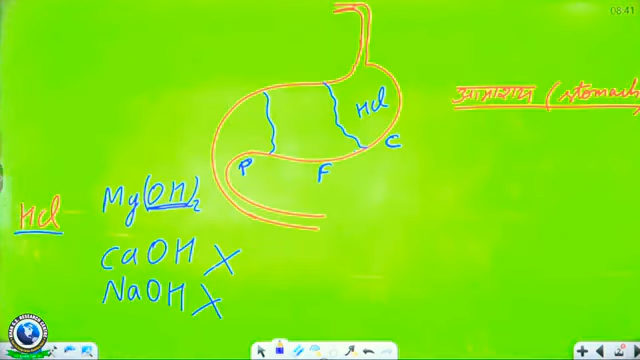 08:41
HCl
आमाशय (stomach)
C
P
F
HCl
Mg(OH)2
CaOH X
NaOH X